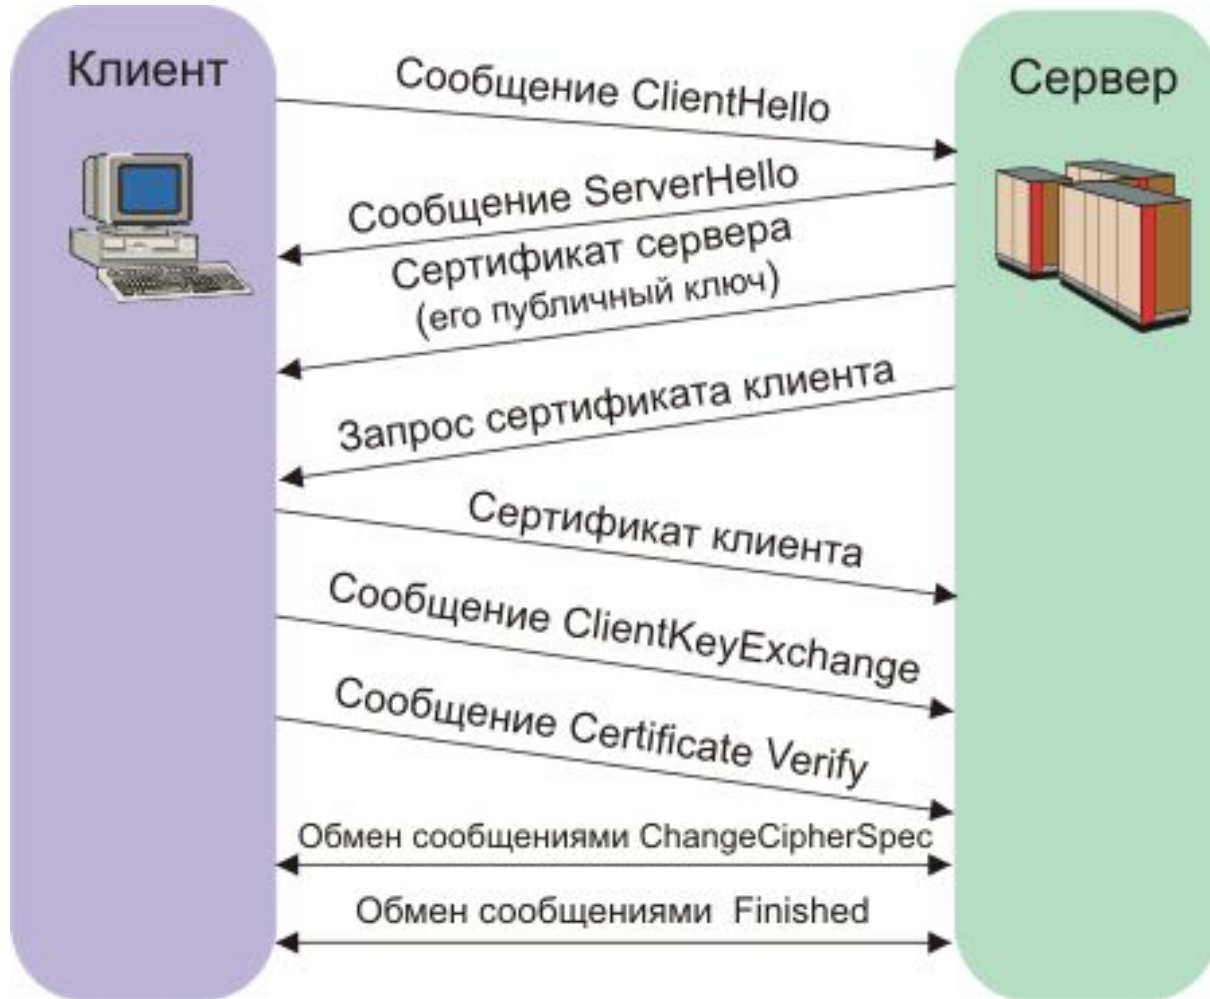 Клиент
Сервер
Сообщение ClientHello
Сообщение ServerHello
Сертификат сервера
(его публичный ключ)
Запрос сертификата клиента
Сертификат клиента
Сообщение ClientKeyExchange
Сообщение Certificate Verify
Обмен сообщениями ChangeCipherSpec
Обмен сообщениями Finished